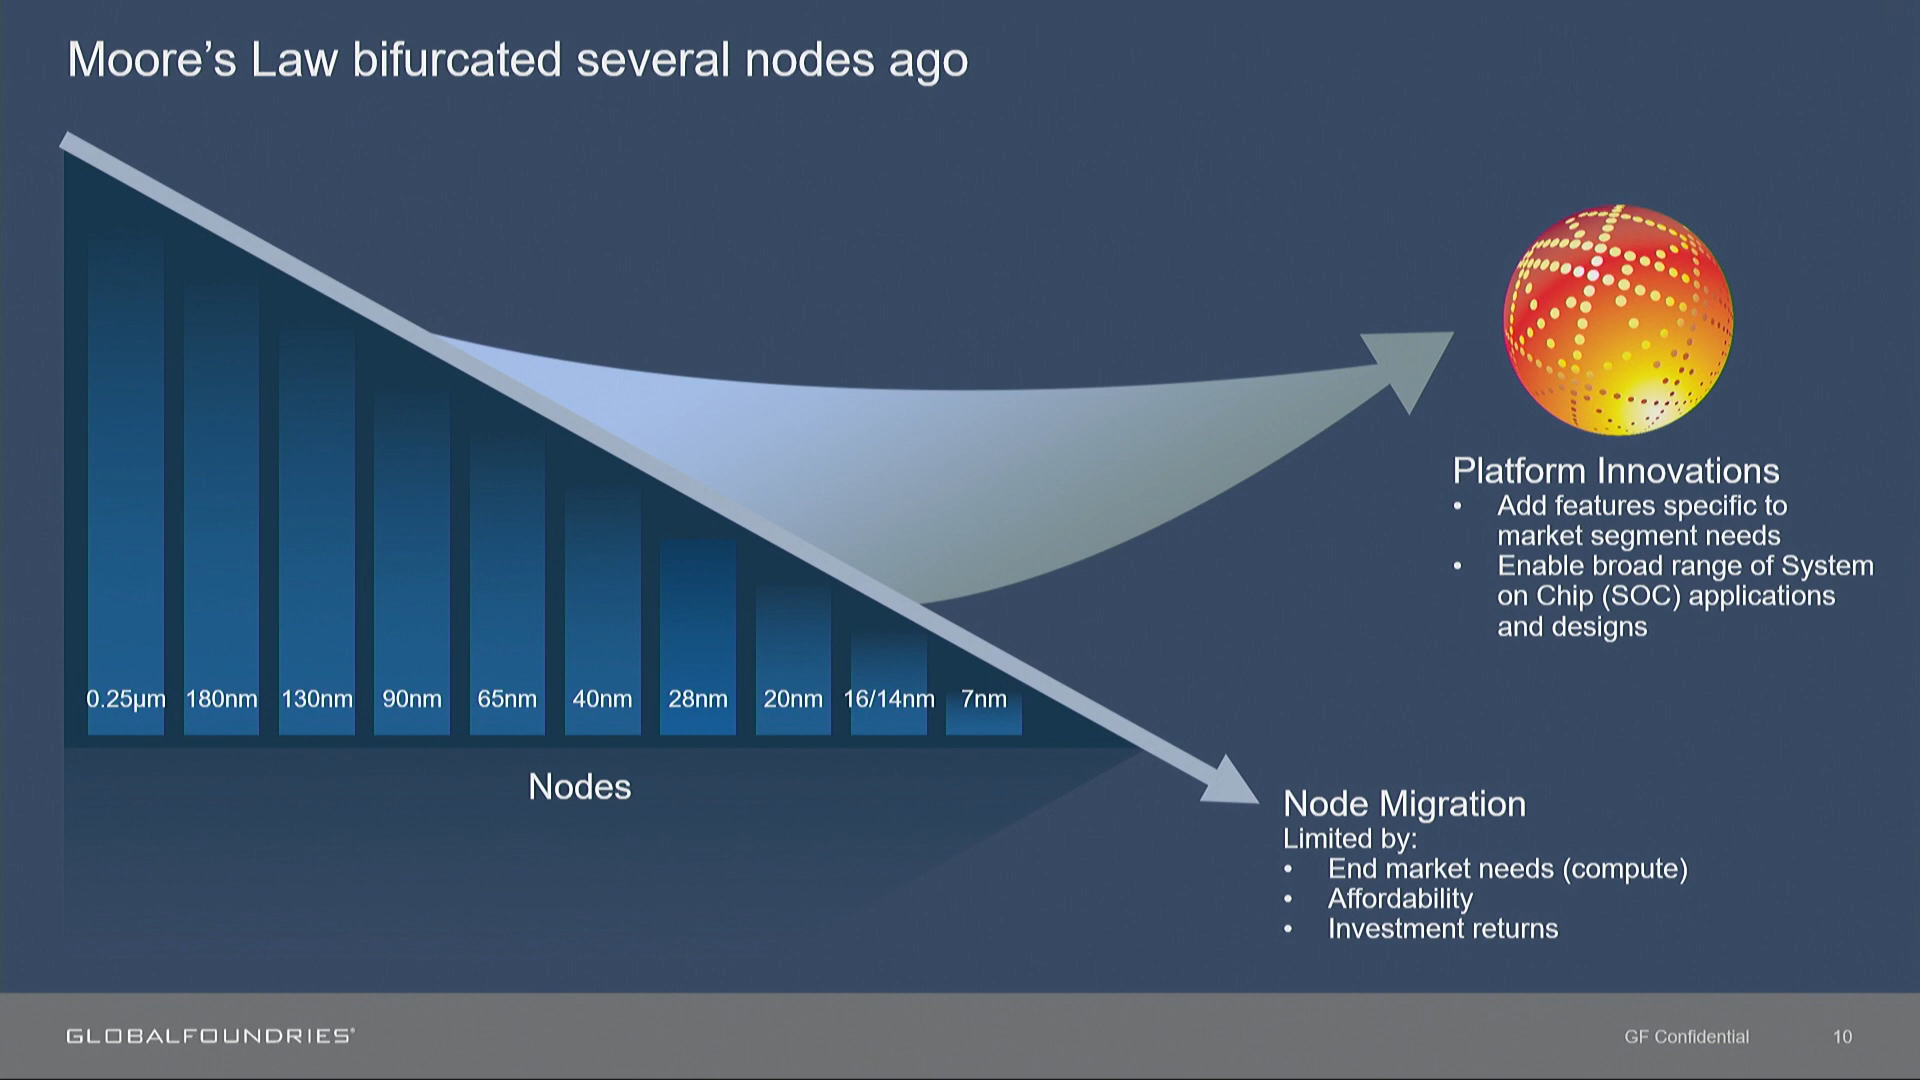 Moore’s Law bifurcated several nodes ago
Platform Innovations
• Add features specific to
market segment needs
• Enable broad range of System
on Chip (SOC) applications
and designs
0.25µm 180nm 130nm 90nm 65nm 40nm 28nm 20nm 16/14nm 7nm
Nodes
Node Migration
Limited by:
• End market needs (compute)
• Affordability
• Investment returns
GLOBALFOUNDRIES®
GF Confidential 10